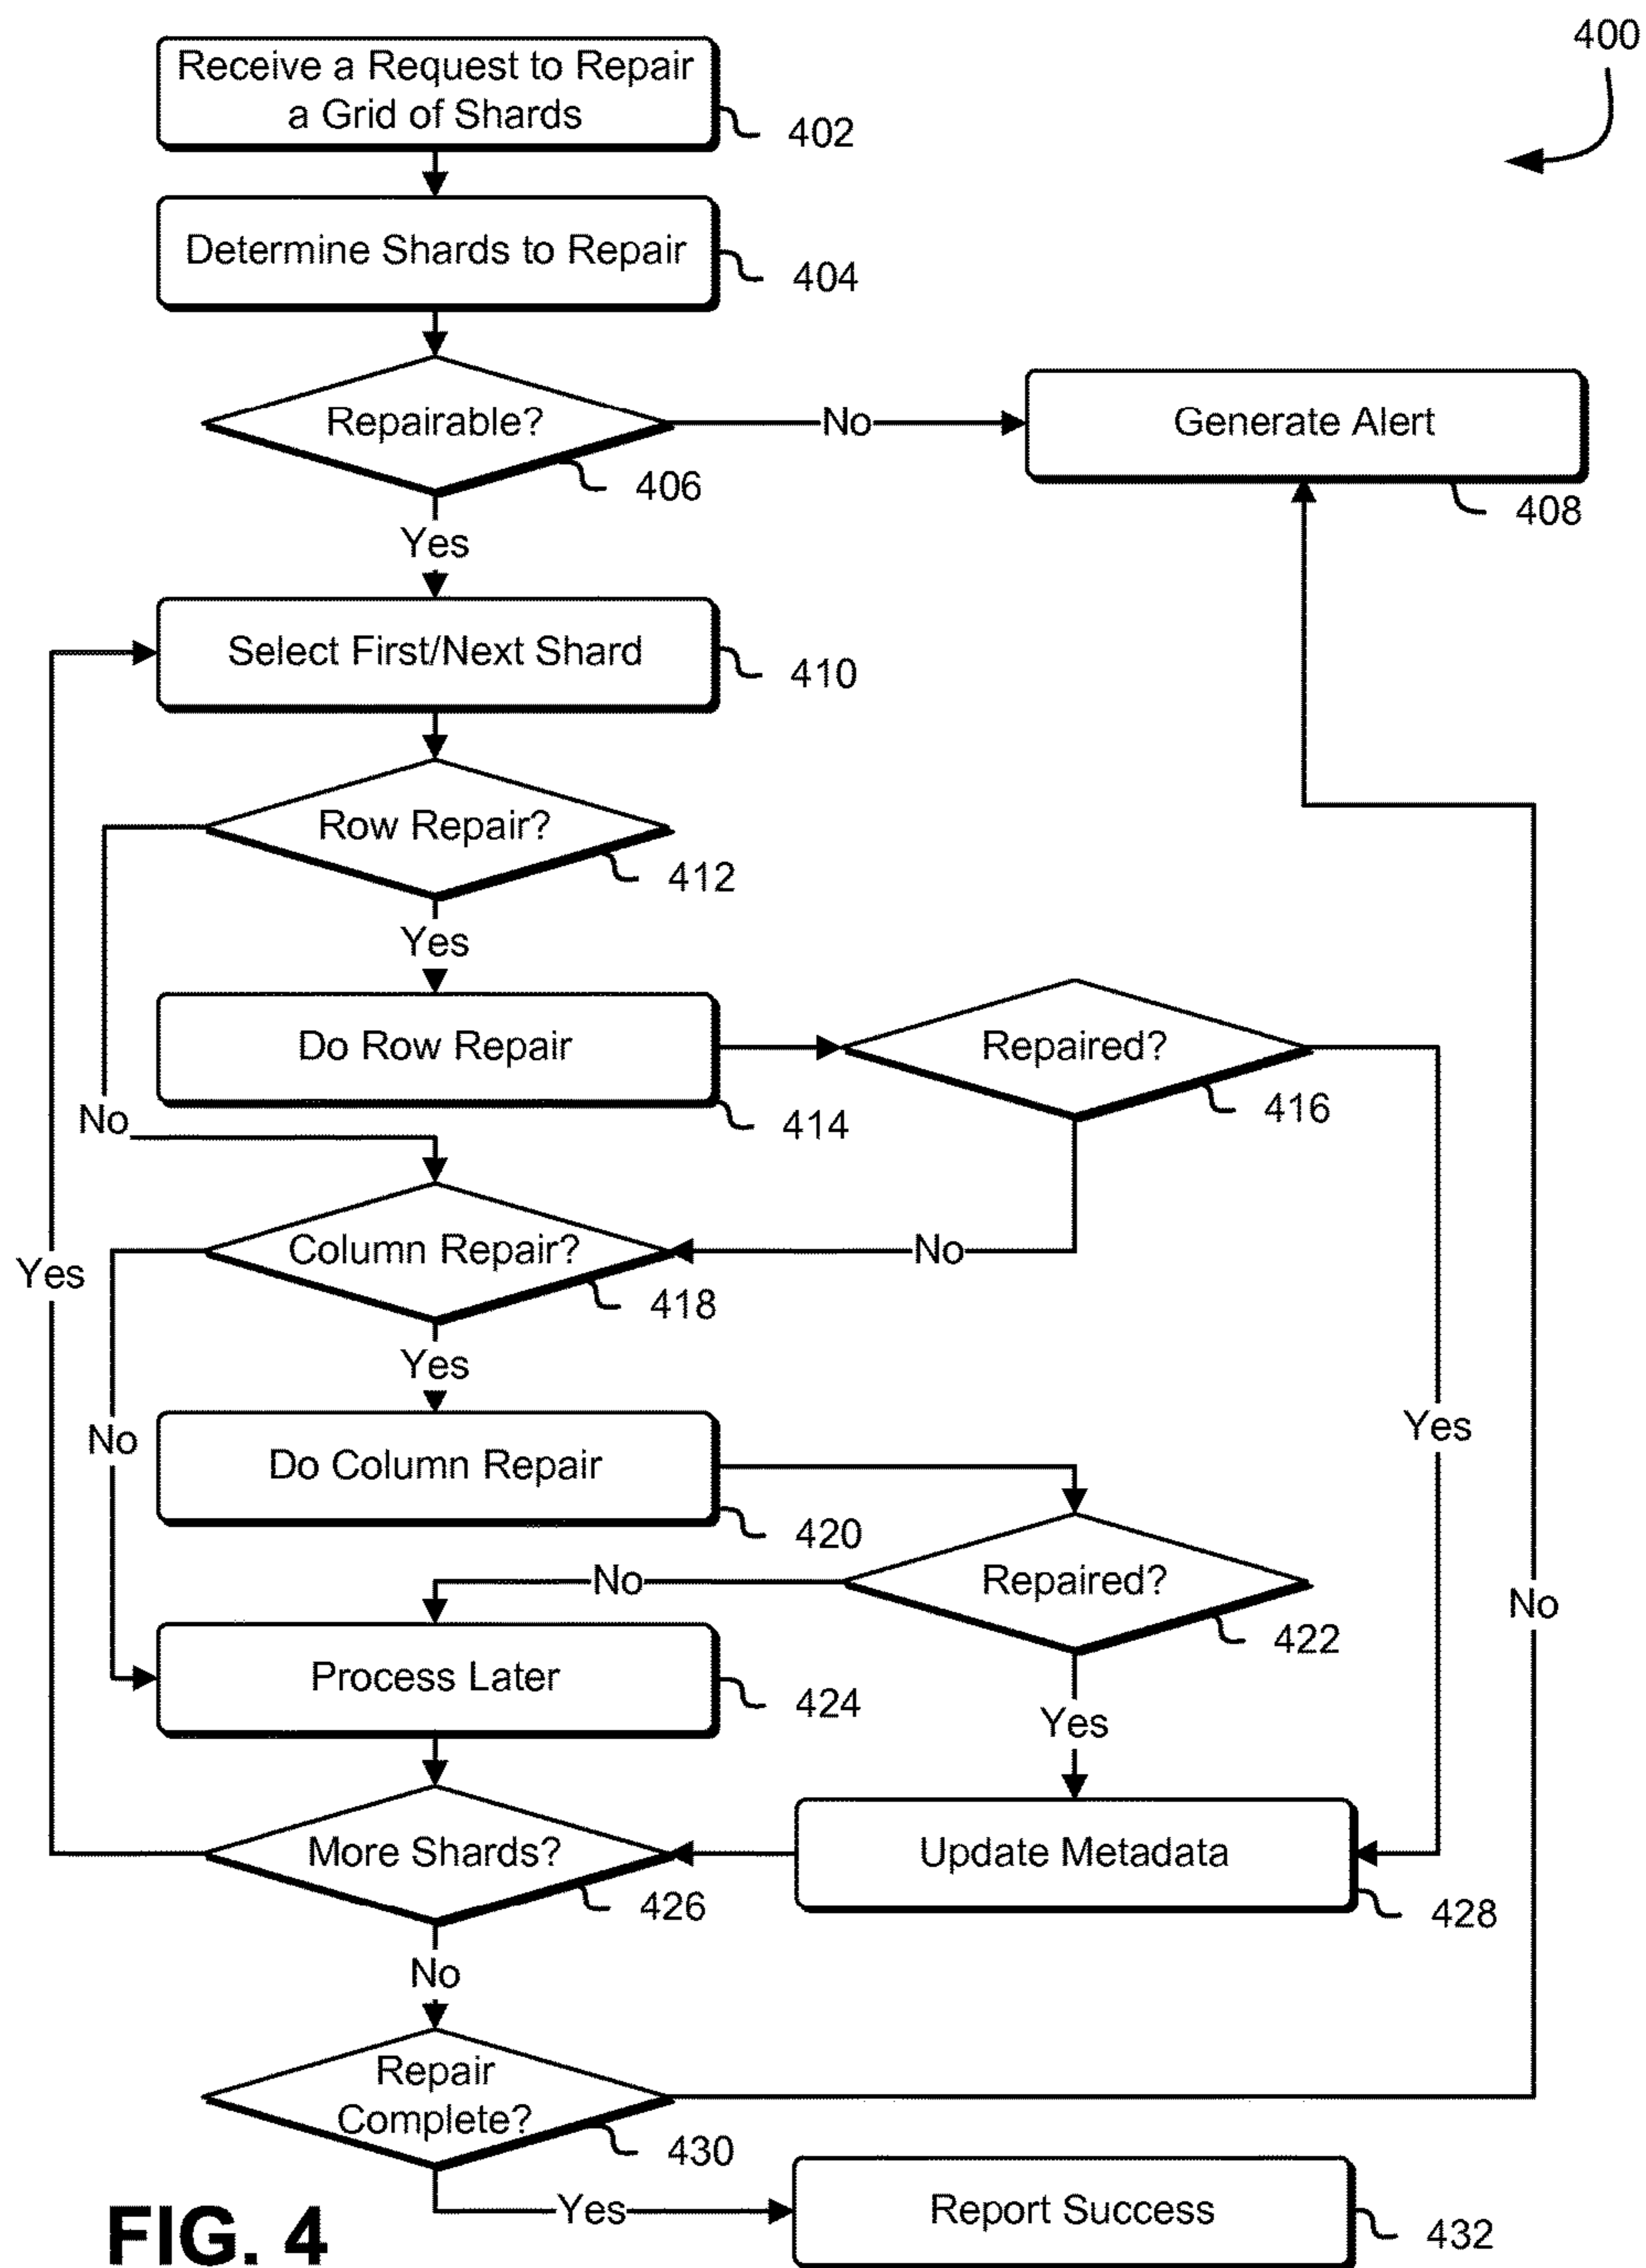 400
Receive a Request to Repair
a Grid of Shards
402
Determine Shards to Repair
404
Repairable?
406
No
Generate Alert
408
Yes
Select First/Next Shard
410
Row Repair?
412
Yes
Do Row Repair
414
Repaired?
416
No
Column Repair?
418
No
Yes
Yes
No
Do Column Repair
420
Yes
Repaired?
422
No
No
Process Later
424
Yes
More Shards?
426
Update Metadata
428
No
Repair
Complete?
430
Yes
Report Success
432
FIG. 4